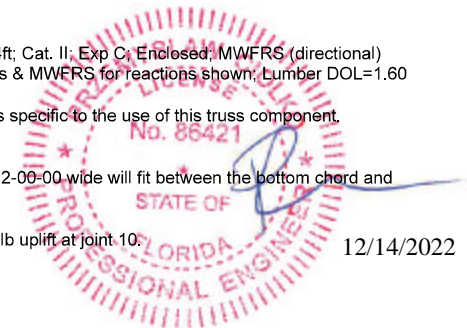 4ft; Cat. II; Exp C; Enclosed; MWFRS (directional)
s & MWFRS for reactions shown; Lumber DOL=1.60
s specific to the use of this truss component.
2-00-00 wide will fit between the bottom chord and
lb uplift at joint 10.
LICENSE
No. 86421
*
* *
STATE OF
FLORIDA
PROFESSIONAL ENGINEER
12/14/2022